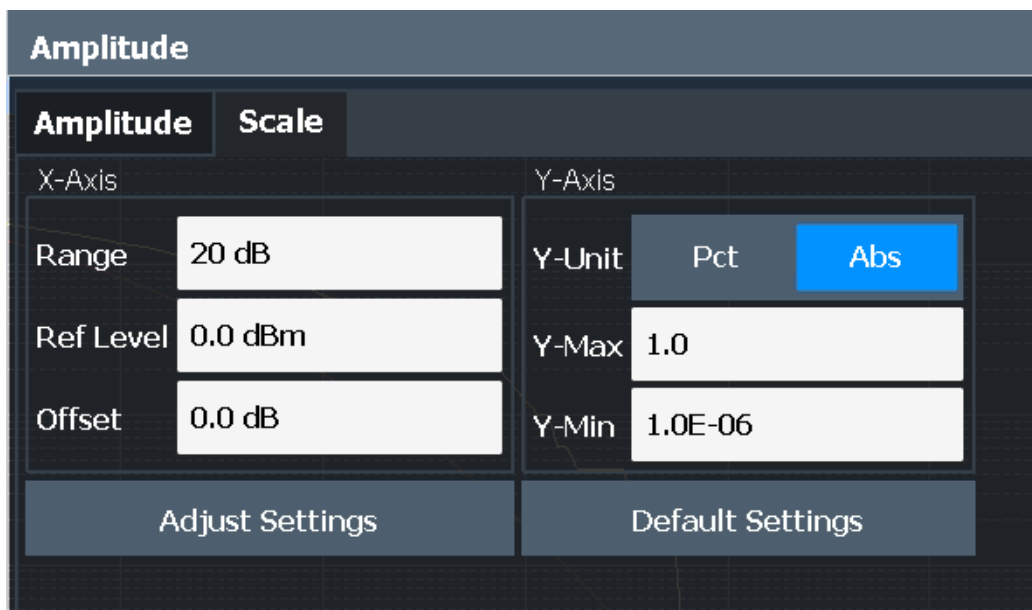 Amplitude
Amplitude Scale
X-Axis
Range 20 dB
Ref Level 0.0 dBm
Offset 0.0 dB
Adjust Settings
Y-Axis
Y-Unit Pct Abs
Y-Max 1.0
Y-Min 1.0E-06
Default Settings